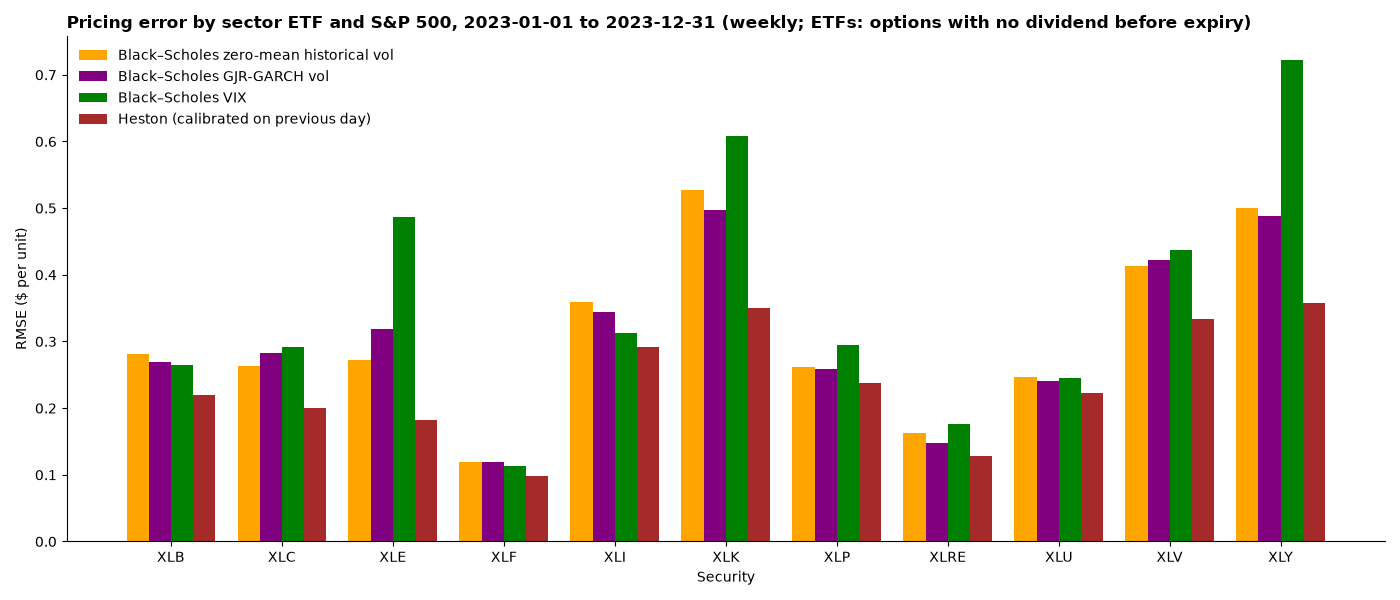 Pricing error by sector ETF and S&P 500, 2023-01-01 to 2023-12-31 (weekly; ETFs: options with no dividend before expiry)
Black–Scholes zero-mean historical vol
Black–Scholes GJR-GARCH vol
Black–Scholes VIX
Heston (calibrated on previous day)
RMSE ($ per unit)
0.7
0.6
0.5
0.4
0.3
0.2
0.1
0.0
XLB XLC XLE XLF XLI XLK XLP XLRE XLU XLV XLY
Security